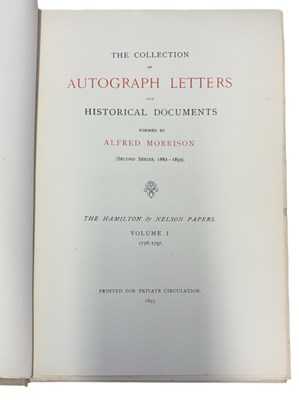 THE COLLECTION
OF
AUTOGRAPH LETTERS
AND
HISTORICAL DOCUMENTS
FORMED BY
ALFRED MORRISON
(SECOND SERIES, 1882–1893).
THE HAMILTON & NELSON PAPERS.
VOLUME I.
1756–1797.
PRINTED FOR PRIVATE CIRCULATION.
1893.